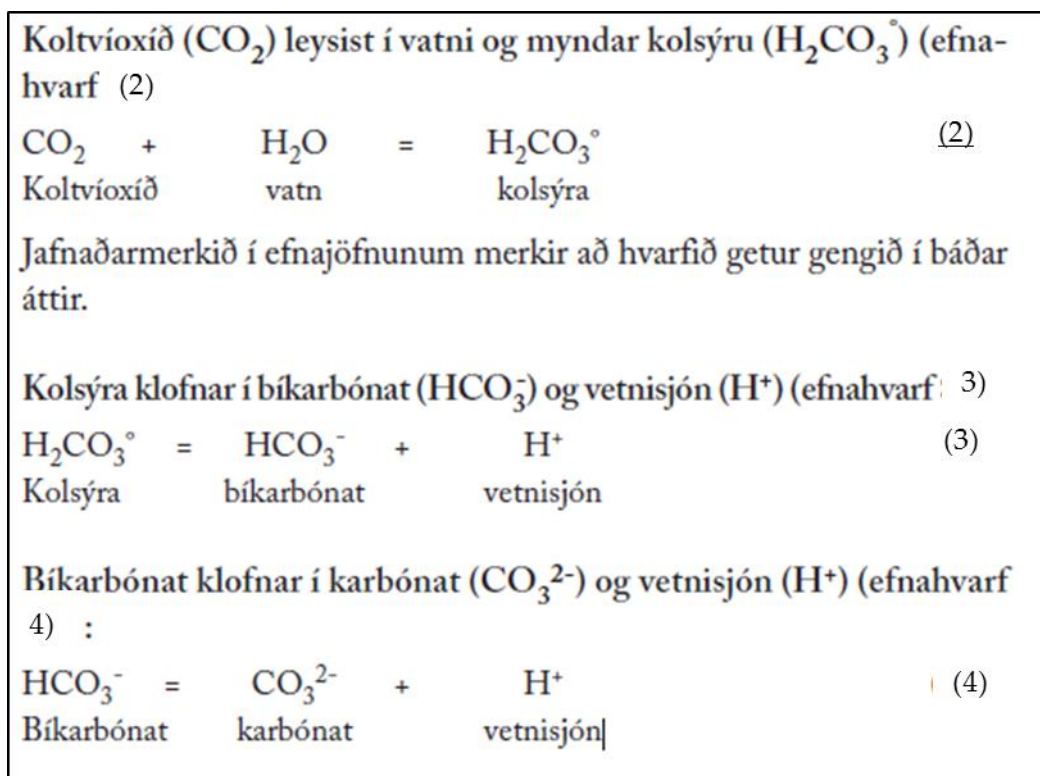 Koltvíoxíð (CO₂) leysist í vatni og myndar kolsýru (H₂CO₃°) (efna-
hvarf (2)
CO₂ + H₂O = H₂CO₃° (2)
Koltvíoxíð vatn kolsýra
Jafnaðarmerkið í efnajöfnunum merkir að hvarfið getur gengið í báðar
áttir.
Kolsýra klofnar í bíkarbónat (HCO₃⁻) og vetnisjón (H⁺) (efnahvarf 3)
H₂CO₃° = HCO₃⁻ + H⁺ (3)
Kolsýra bíkarbónat vetnisjón
Bíkarbónat klofnar í karbónat (CO₃²⁻) og vetnisjón (H⁺) (efnahvarf
4) :
HCO₃⁻ = CO₃²⁻ + H⁺ (4)
Bíkarbónat karbónat vetnisjón